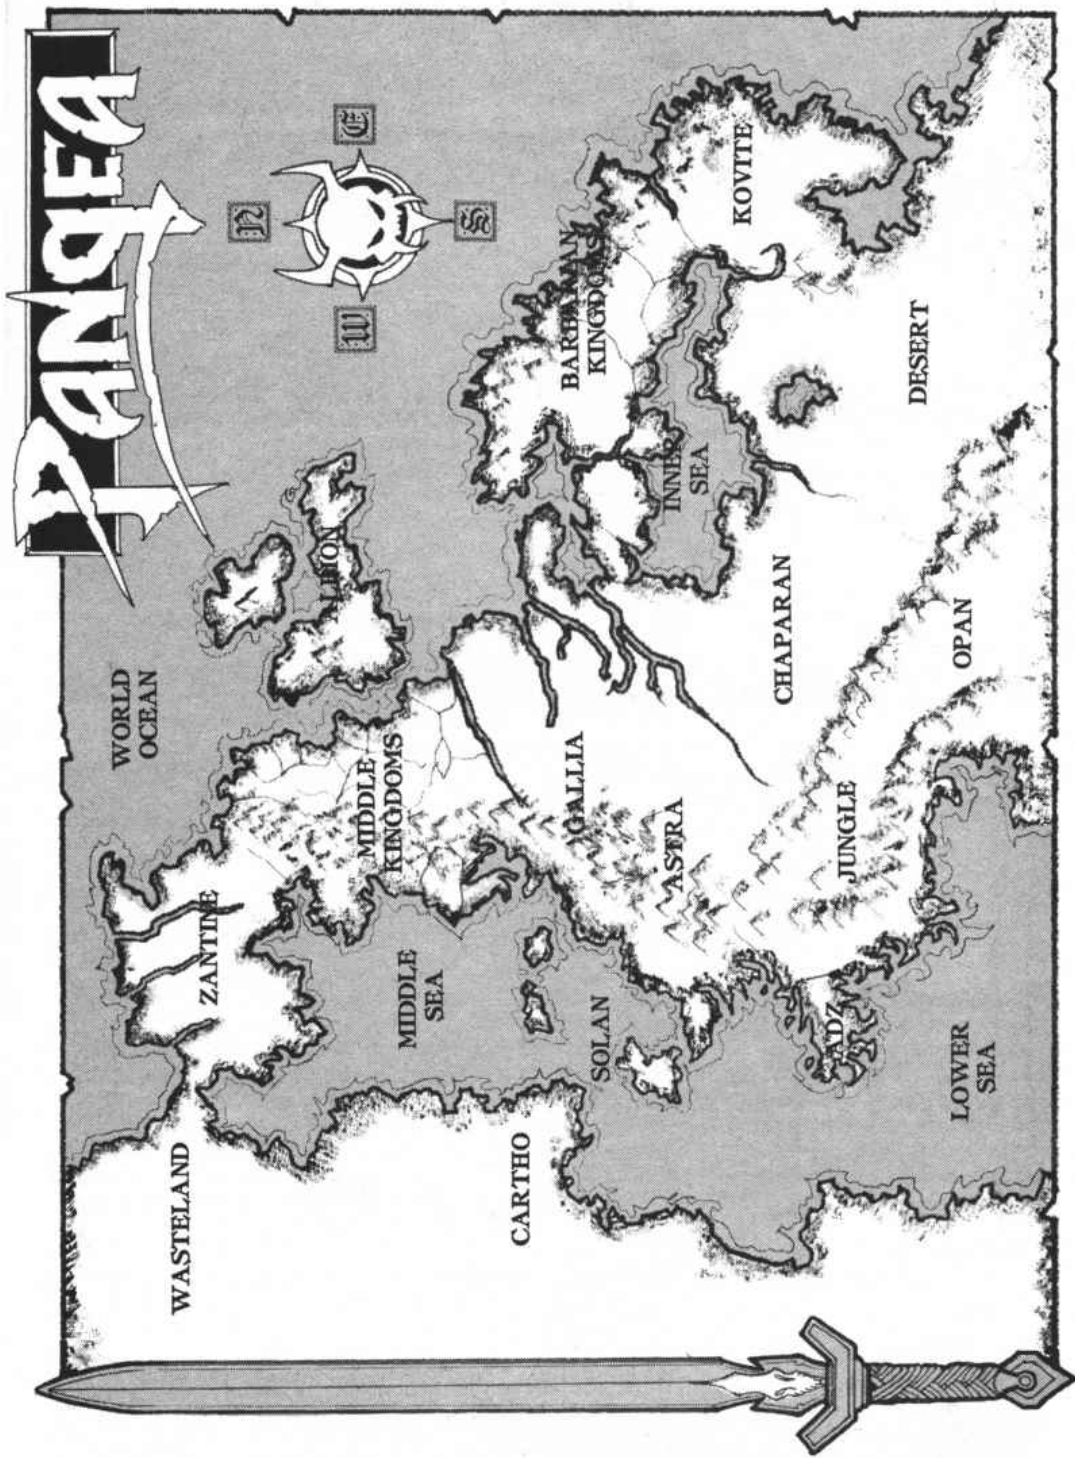 PANGEA
WORLD
OCEAN
WASTELAND
ZANTINE
N
ALBION
W
E
S
MIDDLE
KINGDOMS
MIDDLE
SEA
CARTHO
BARBARIAN
KINGDOMS
GALLIA
SOLAN
INNER
SEA
ASTRA
KOVITE
CHAPARAN
ADZ
JUNGLE
DESERT
LOWER
SEA
OPAN